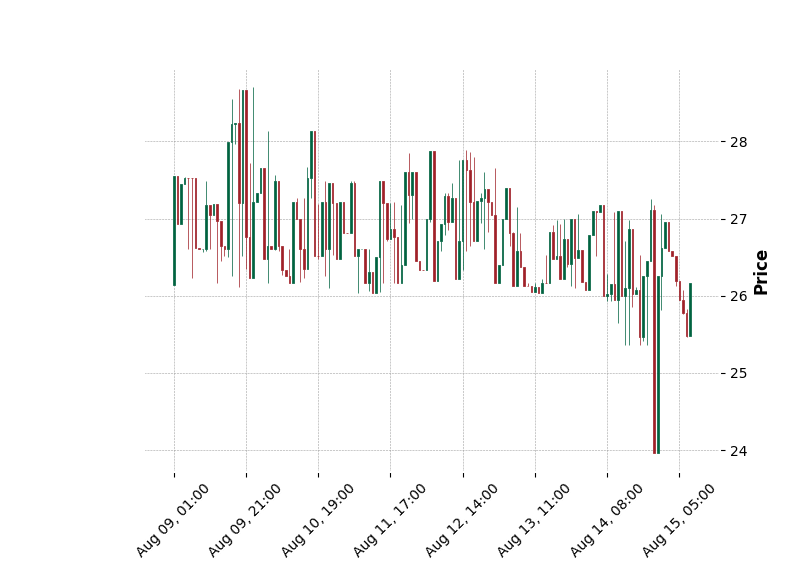 28
27
26
25
24
Price
Aug 09, 01:00
Aug 09, 21:00
Aug 10, 19:00
Aug 11, 17:00
Aug 12, 14:00
Aug 13, 11:00
Aug 14, 08:00
Aug 15, 05:00